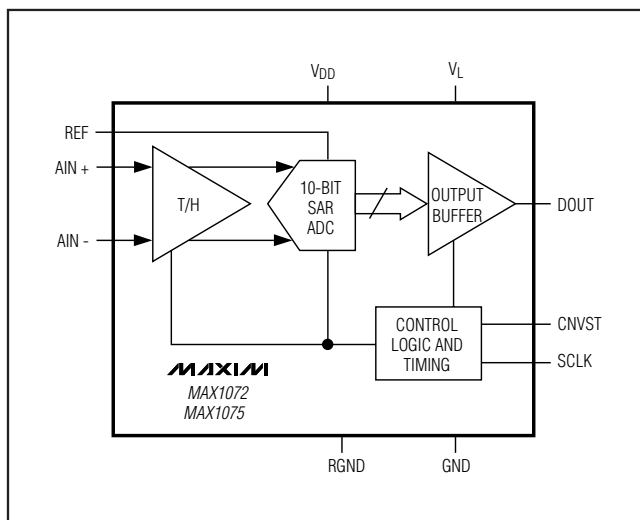 VDD
VL
REF
AIN +
AIN -
T/H
10-BIT
SAR
ADC
OUTPUT
BUFFER
DOUT
CONTROL
LOGIC AND
TIMING
CNVST
SCLK
MAXIM
MAX1072
MAX1075
RGND
GND